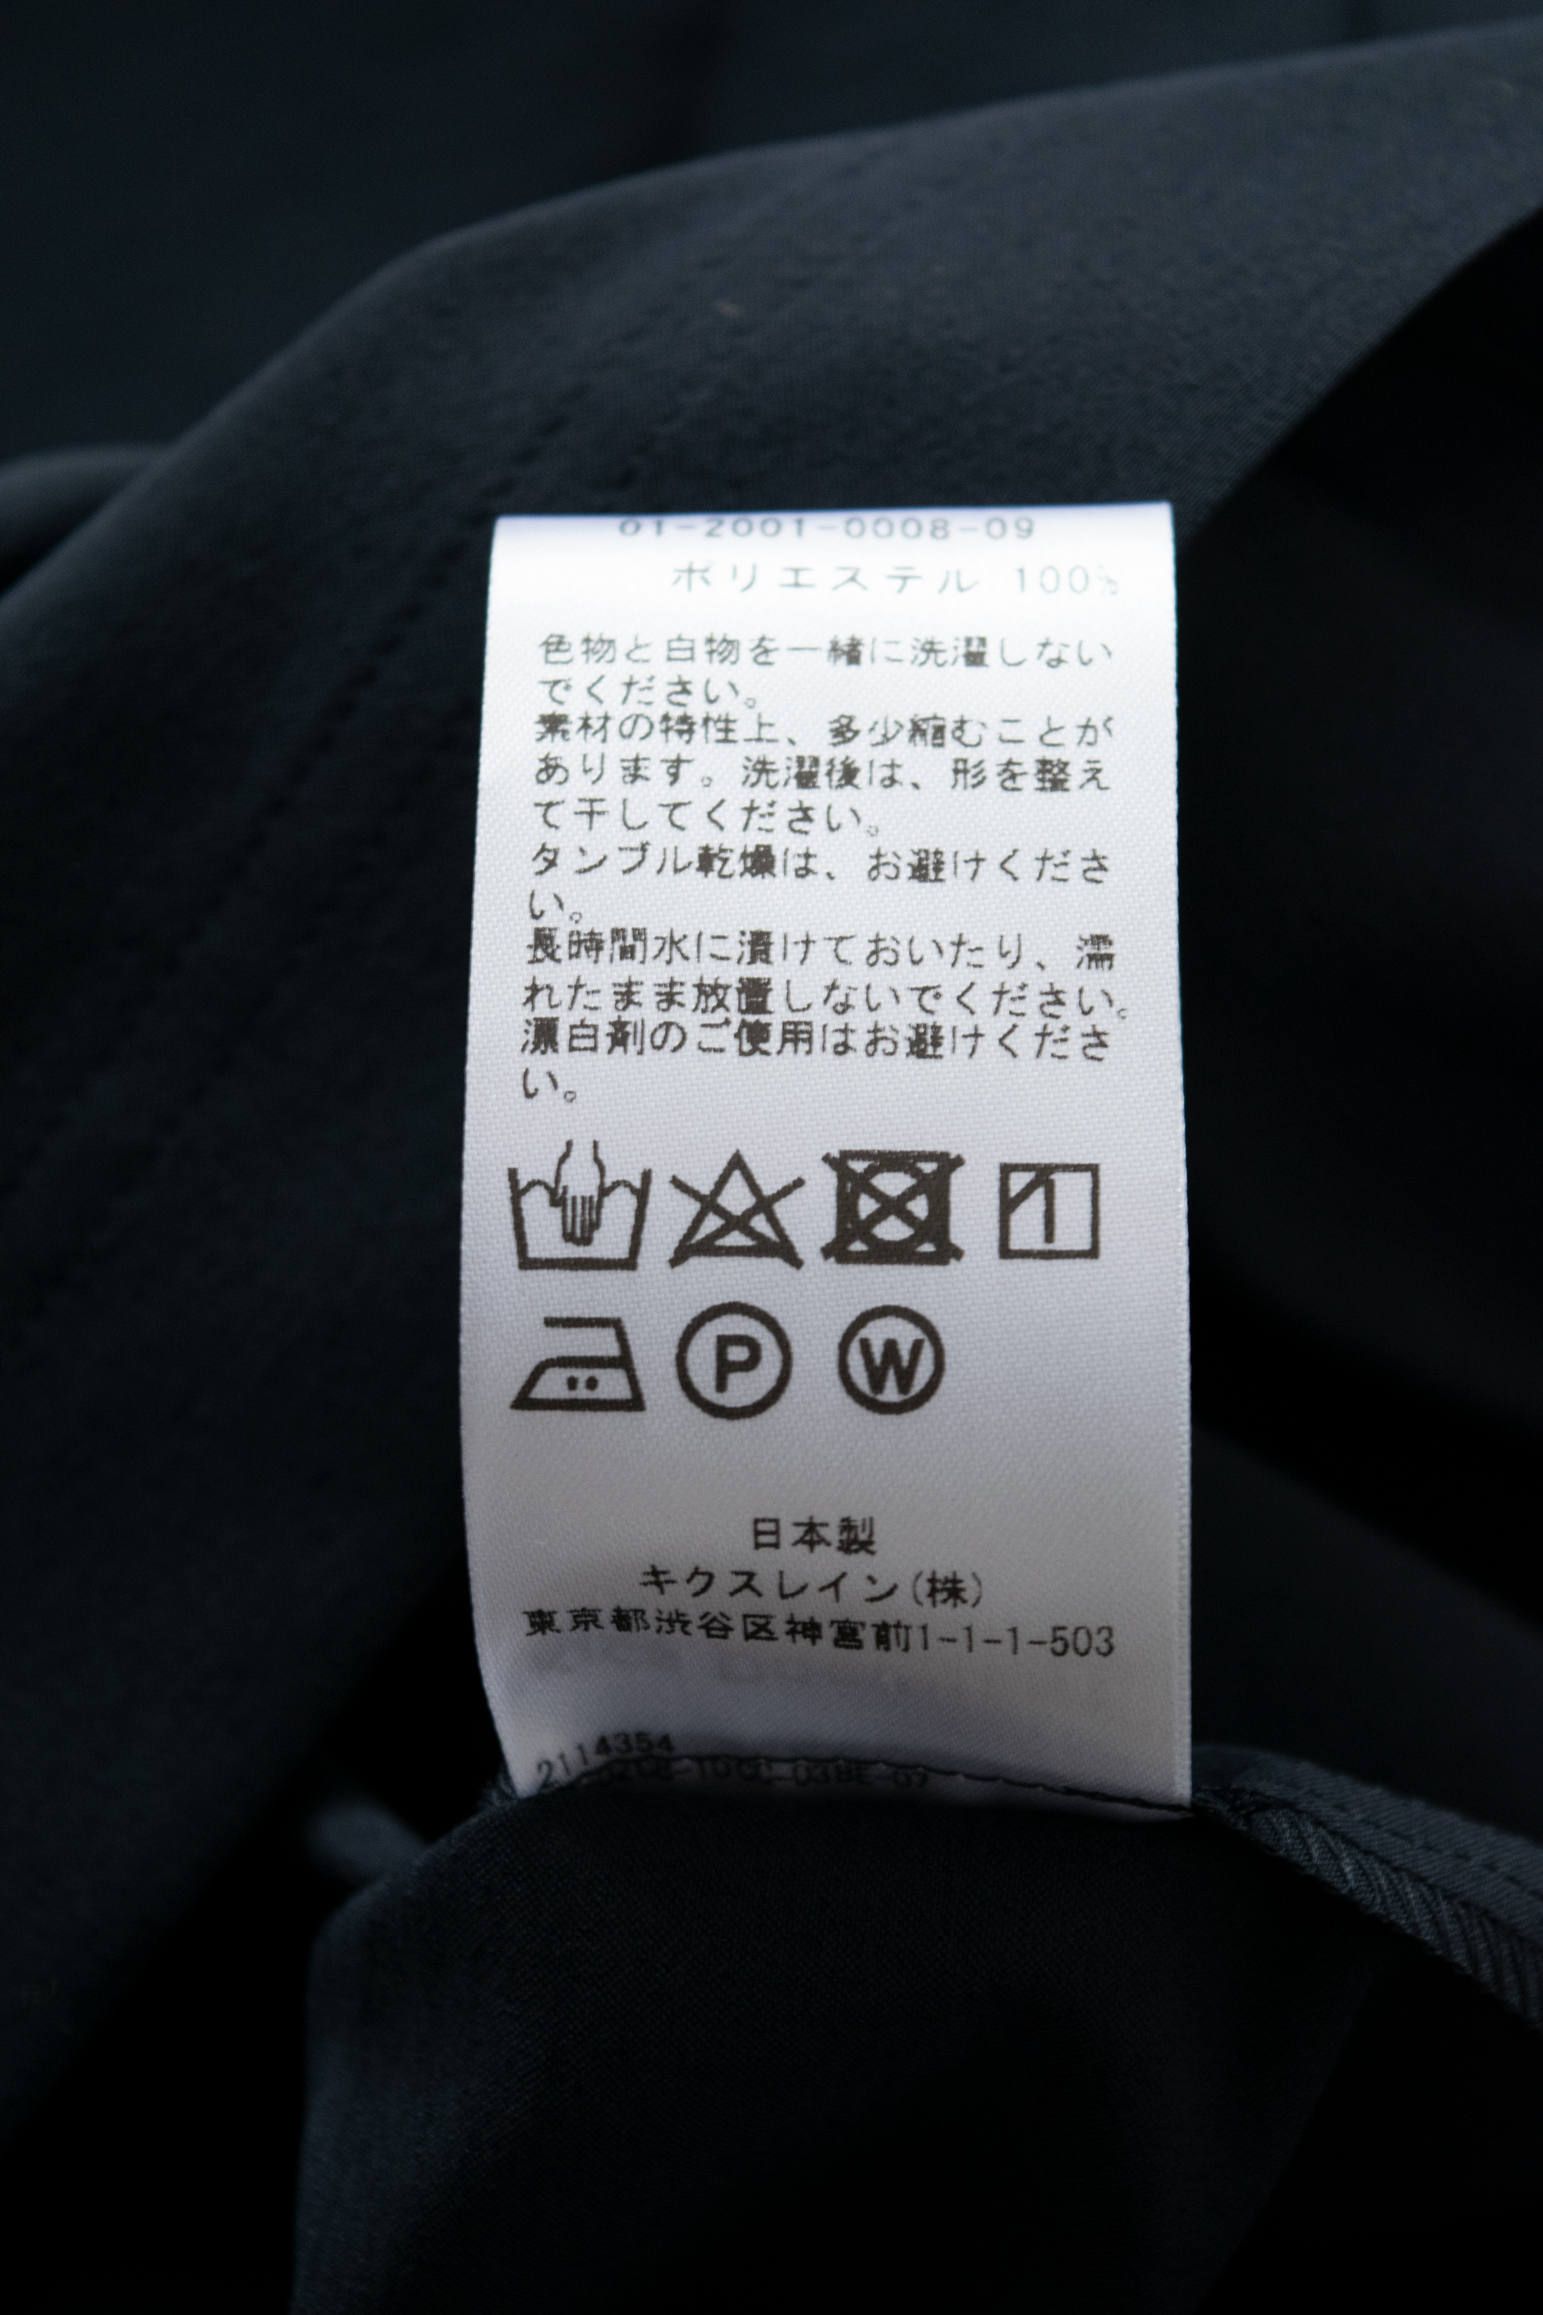 01-2001-0008-09
ポリエステル 100%
色物と白物を一緒に洗濯しない
でください。
素材の特性上、多少縮むことが
あります。洗濯後は、形を整え
て干してください。
タンブル乾燥は、お避けくださ
い。
長時間水に漬けておいたり、濡
れたまま放置しないでください。
漂白剤のご使用はお避けくださ
い。
P W
日本製
キクスレイン(株)
東京都渋谷区神宮前1-1-1-503
2114354